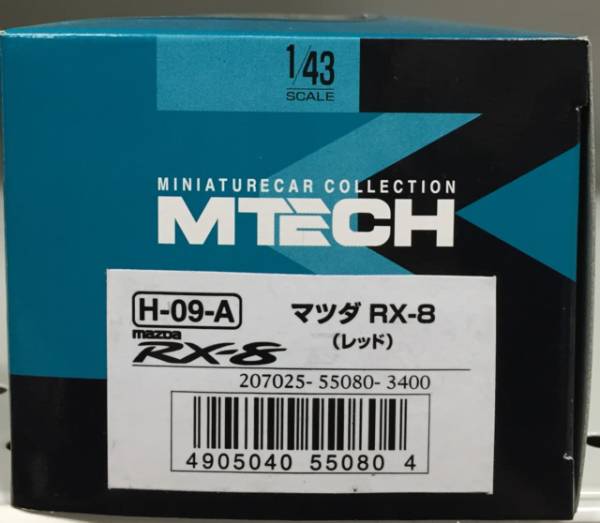 1/43
SCALE
MINIATURECAR COLLECTION
MTECH
H-09-A
マツダ RX-8
mazda
RX-8
（レッド）
207025- 55080- 3400
4905040 55080 4